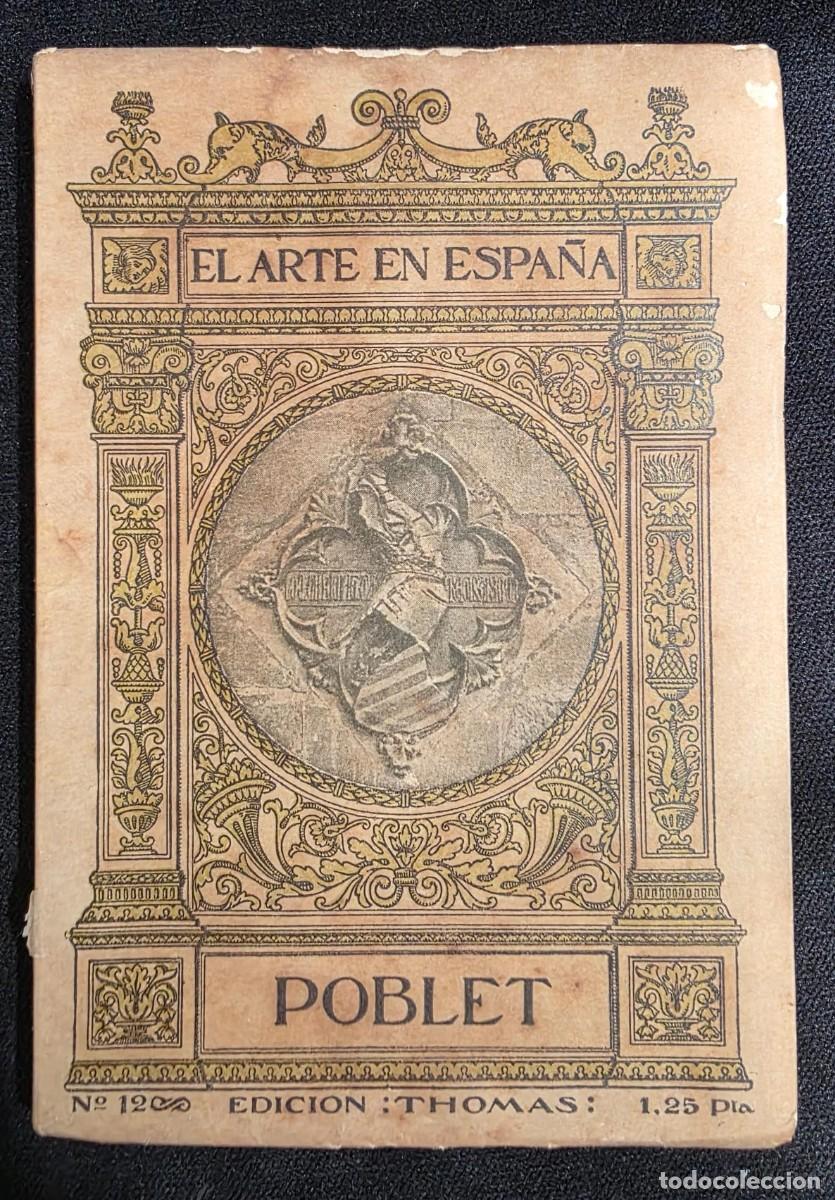 EL ARTE EN ESPAÑA
POBLET
Nº 12 EDICION :THOMAS: 1,25 Pta
todocoleccion